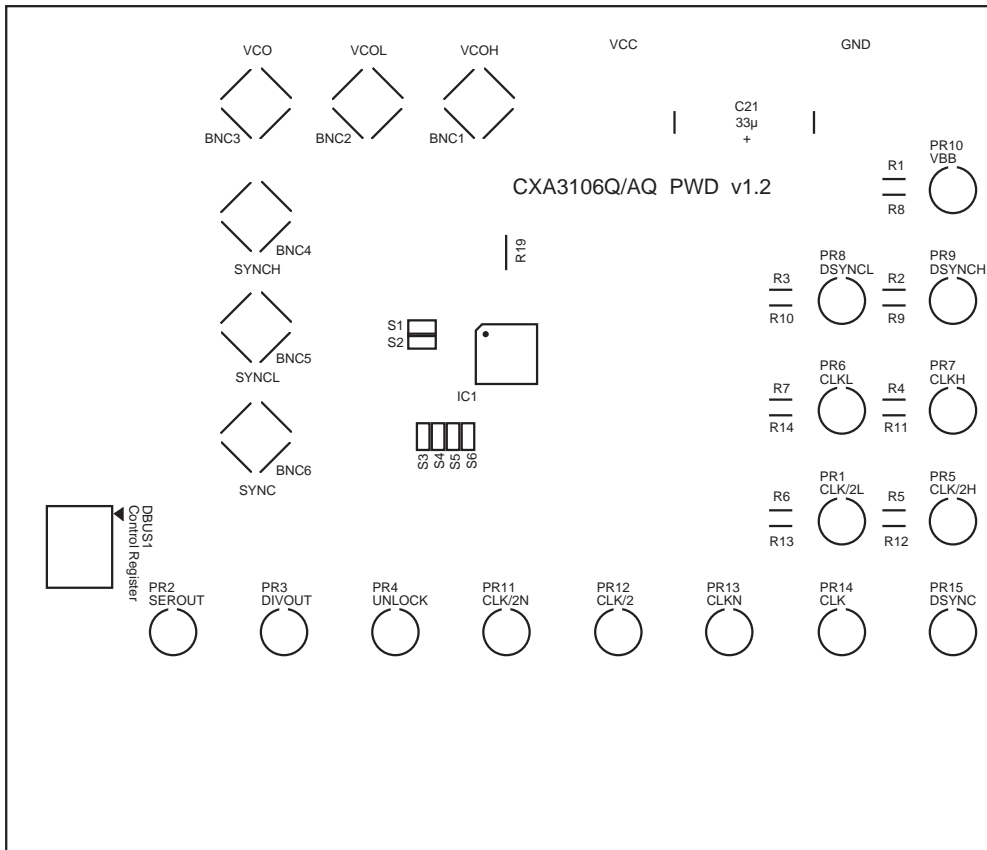 VCO
VCOL
VCOH
VCC
GND
BNC3
BNC2
BNC1
C21
33µ
+
PR10
VBB
R1
R8
CXA3106Q/AQ PWD v1.2
BNC4
SYNCH
R19
PR8
DSYNCL
PR9
DSYNCH
R3
R10
R2
R9
S1
S2
BNC5
SYNCL
IC1
PR6
CLKL
PR7
CLKH
R7
R14
R4
R11
S3
S4
S5
S6
BNC6
SYNC
PR1
CLK/2L
PR5
CLK/2H
R6
R13
R5
R12
DBUS1
Control Register
PR2
SEROUT
PR3
DIVOUT
PR4
UNLOCK
PR11
CLK/2N
PR12
CLK/2
PR13
CLKN
PR14
CLK
PR15
DSYNC